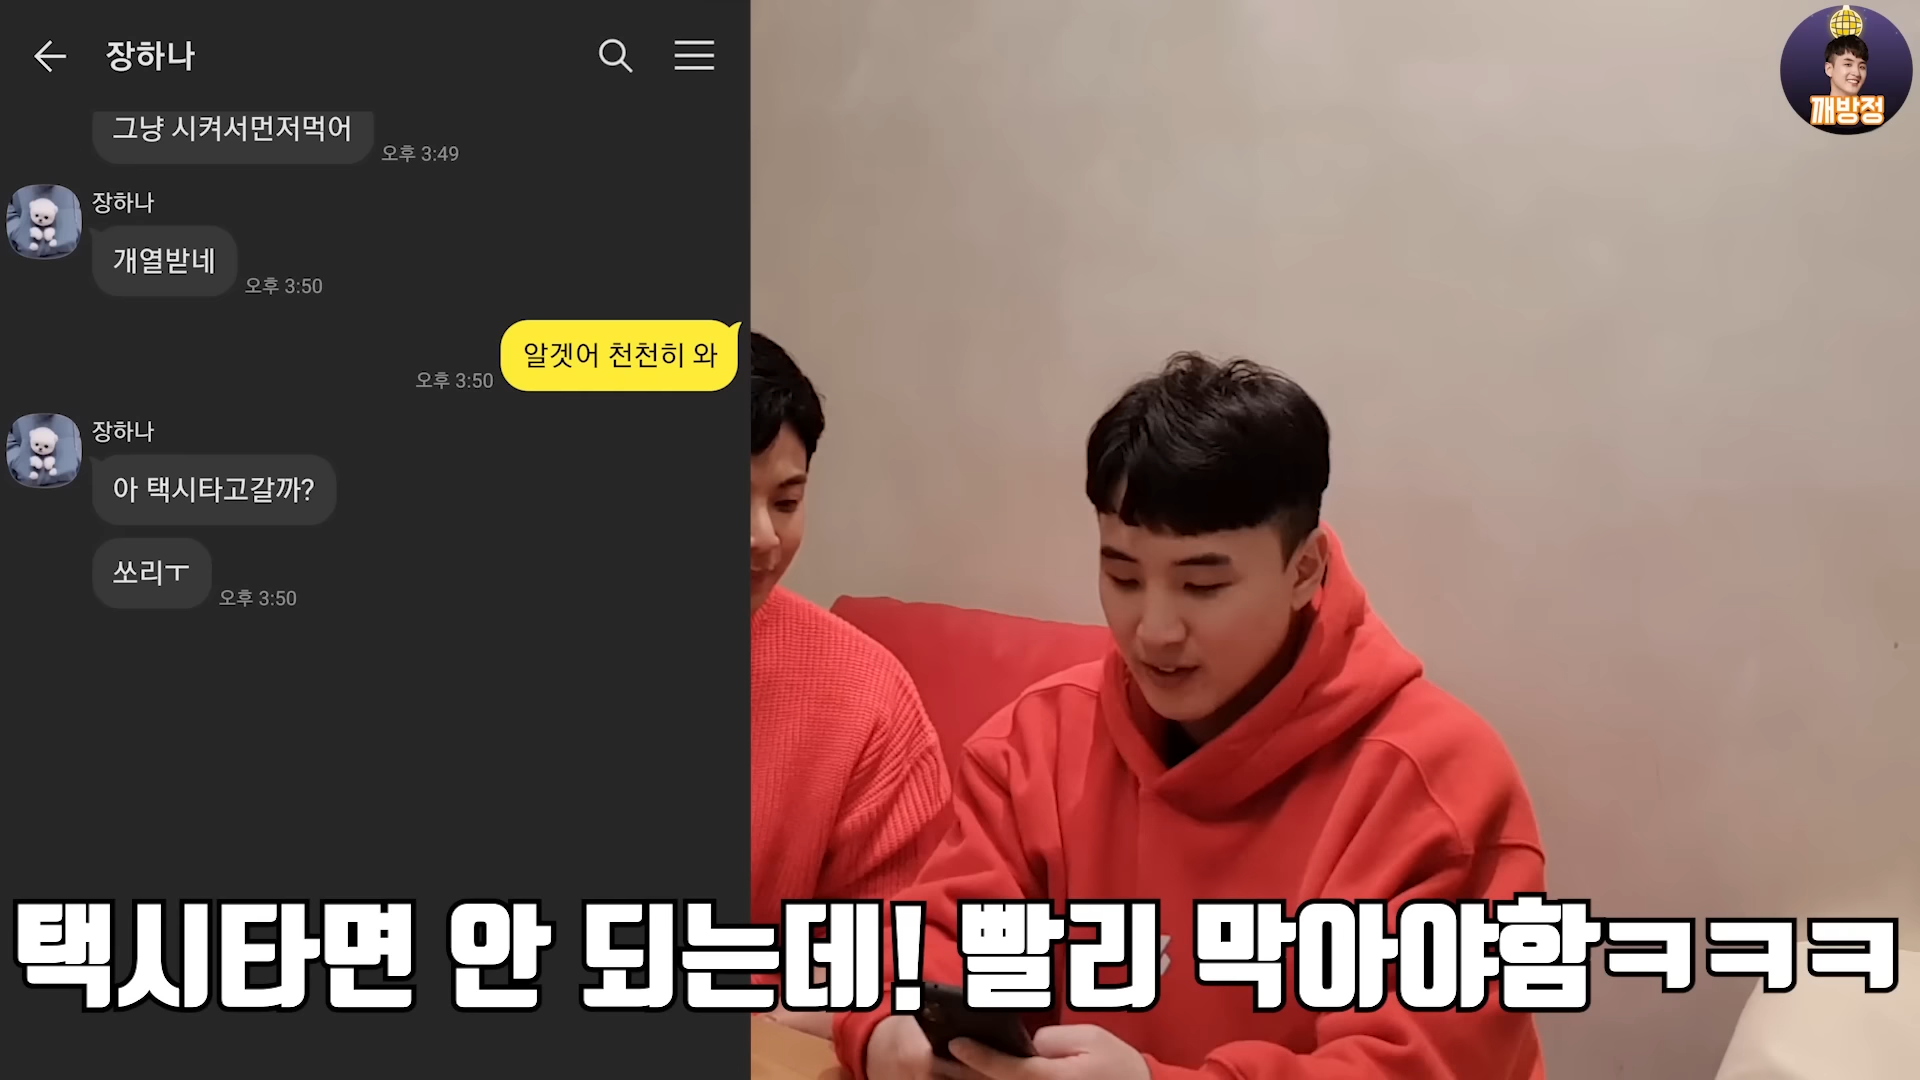 장하나
그냥 시켜서먼저먹어
오후 3:49
장하나
개열받네
오후 3:50
알겟어 천천히 와
오후 3:50
장하나
아 택시타고갈까?
쏘리ㅜ
오후 3:50
깨방정
택시타면 안 되는데! 빨리 막아야함ㅋㅋㅋ